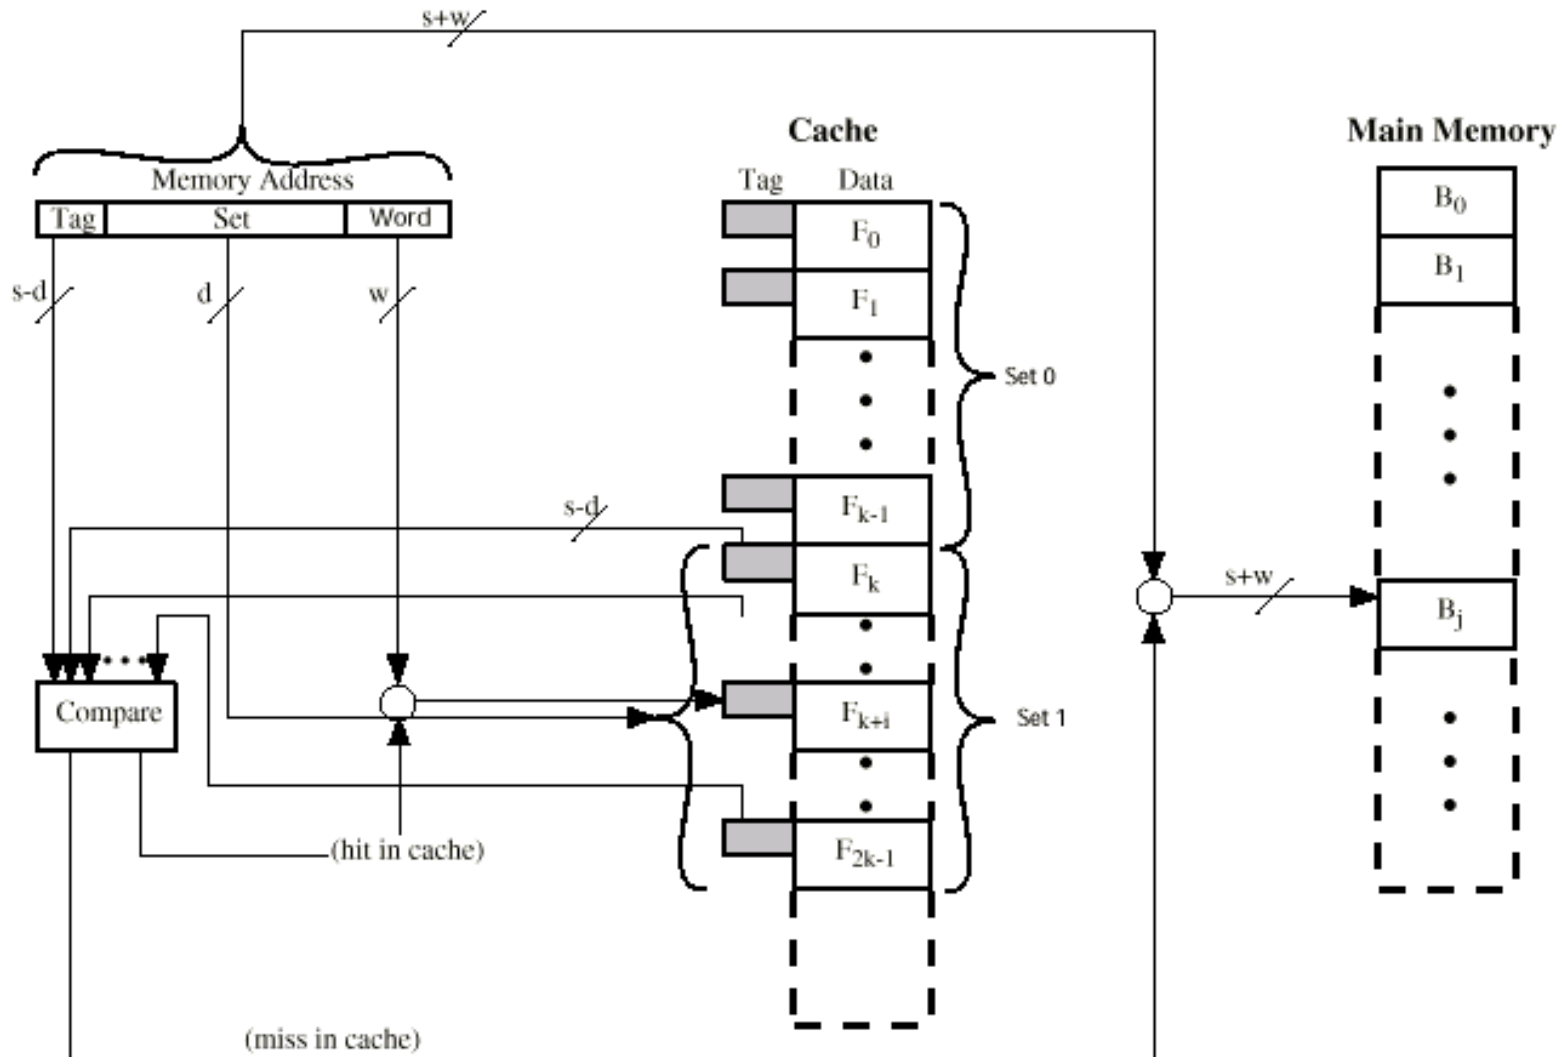 s+w
Cache
Main Memory
Memory Address
Tag Data
Tag Set Word
F0
B0
B1
s-d d w
F1
Set 0
s-d
Fk-1
Fk
s+w
Bj
Compare
Fk+i
Set 1
(hit in cache)
F2k-1
(miss in cache)